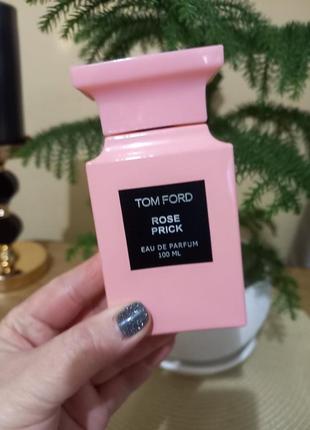 TOM FORD
ROSE
PRICK
EAU DE PARFUM
100 ML